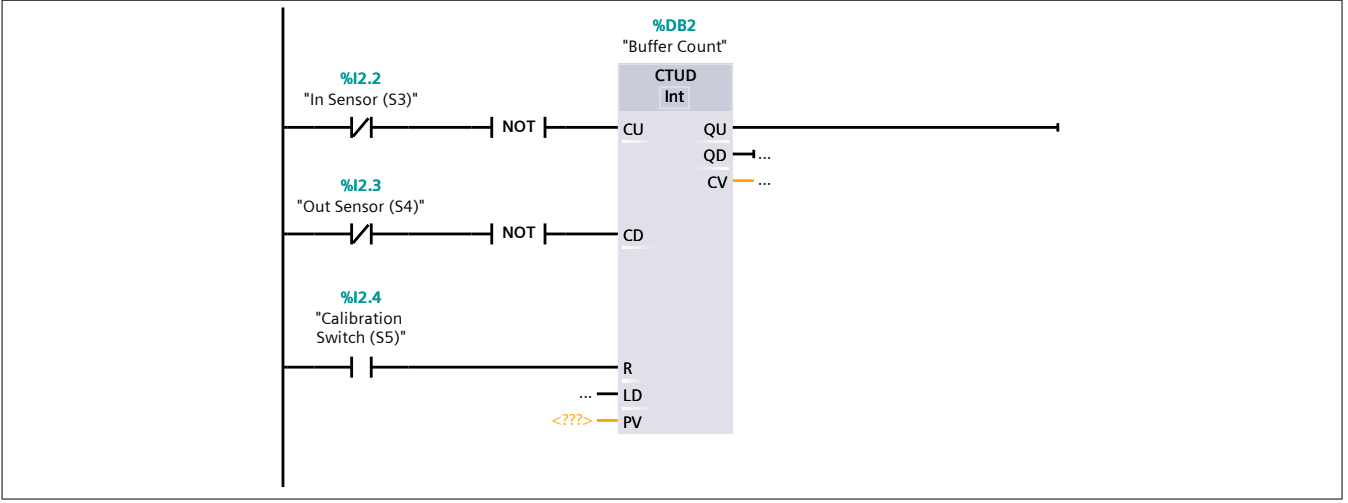 %DB2
"Buffer Count"
CTUD
Int
%I2.2
"In Sensor (S3)"
NOT
CU
QU
QD
...
CV
...
%I2.3
"Out Sensor (S4)"
NOT
CD
%I2.4
"Calibration
Switch (S5)"
R
... LD
<???> PV